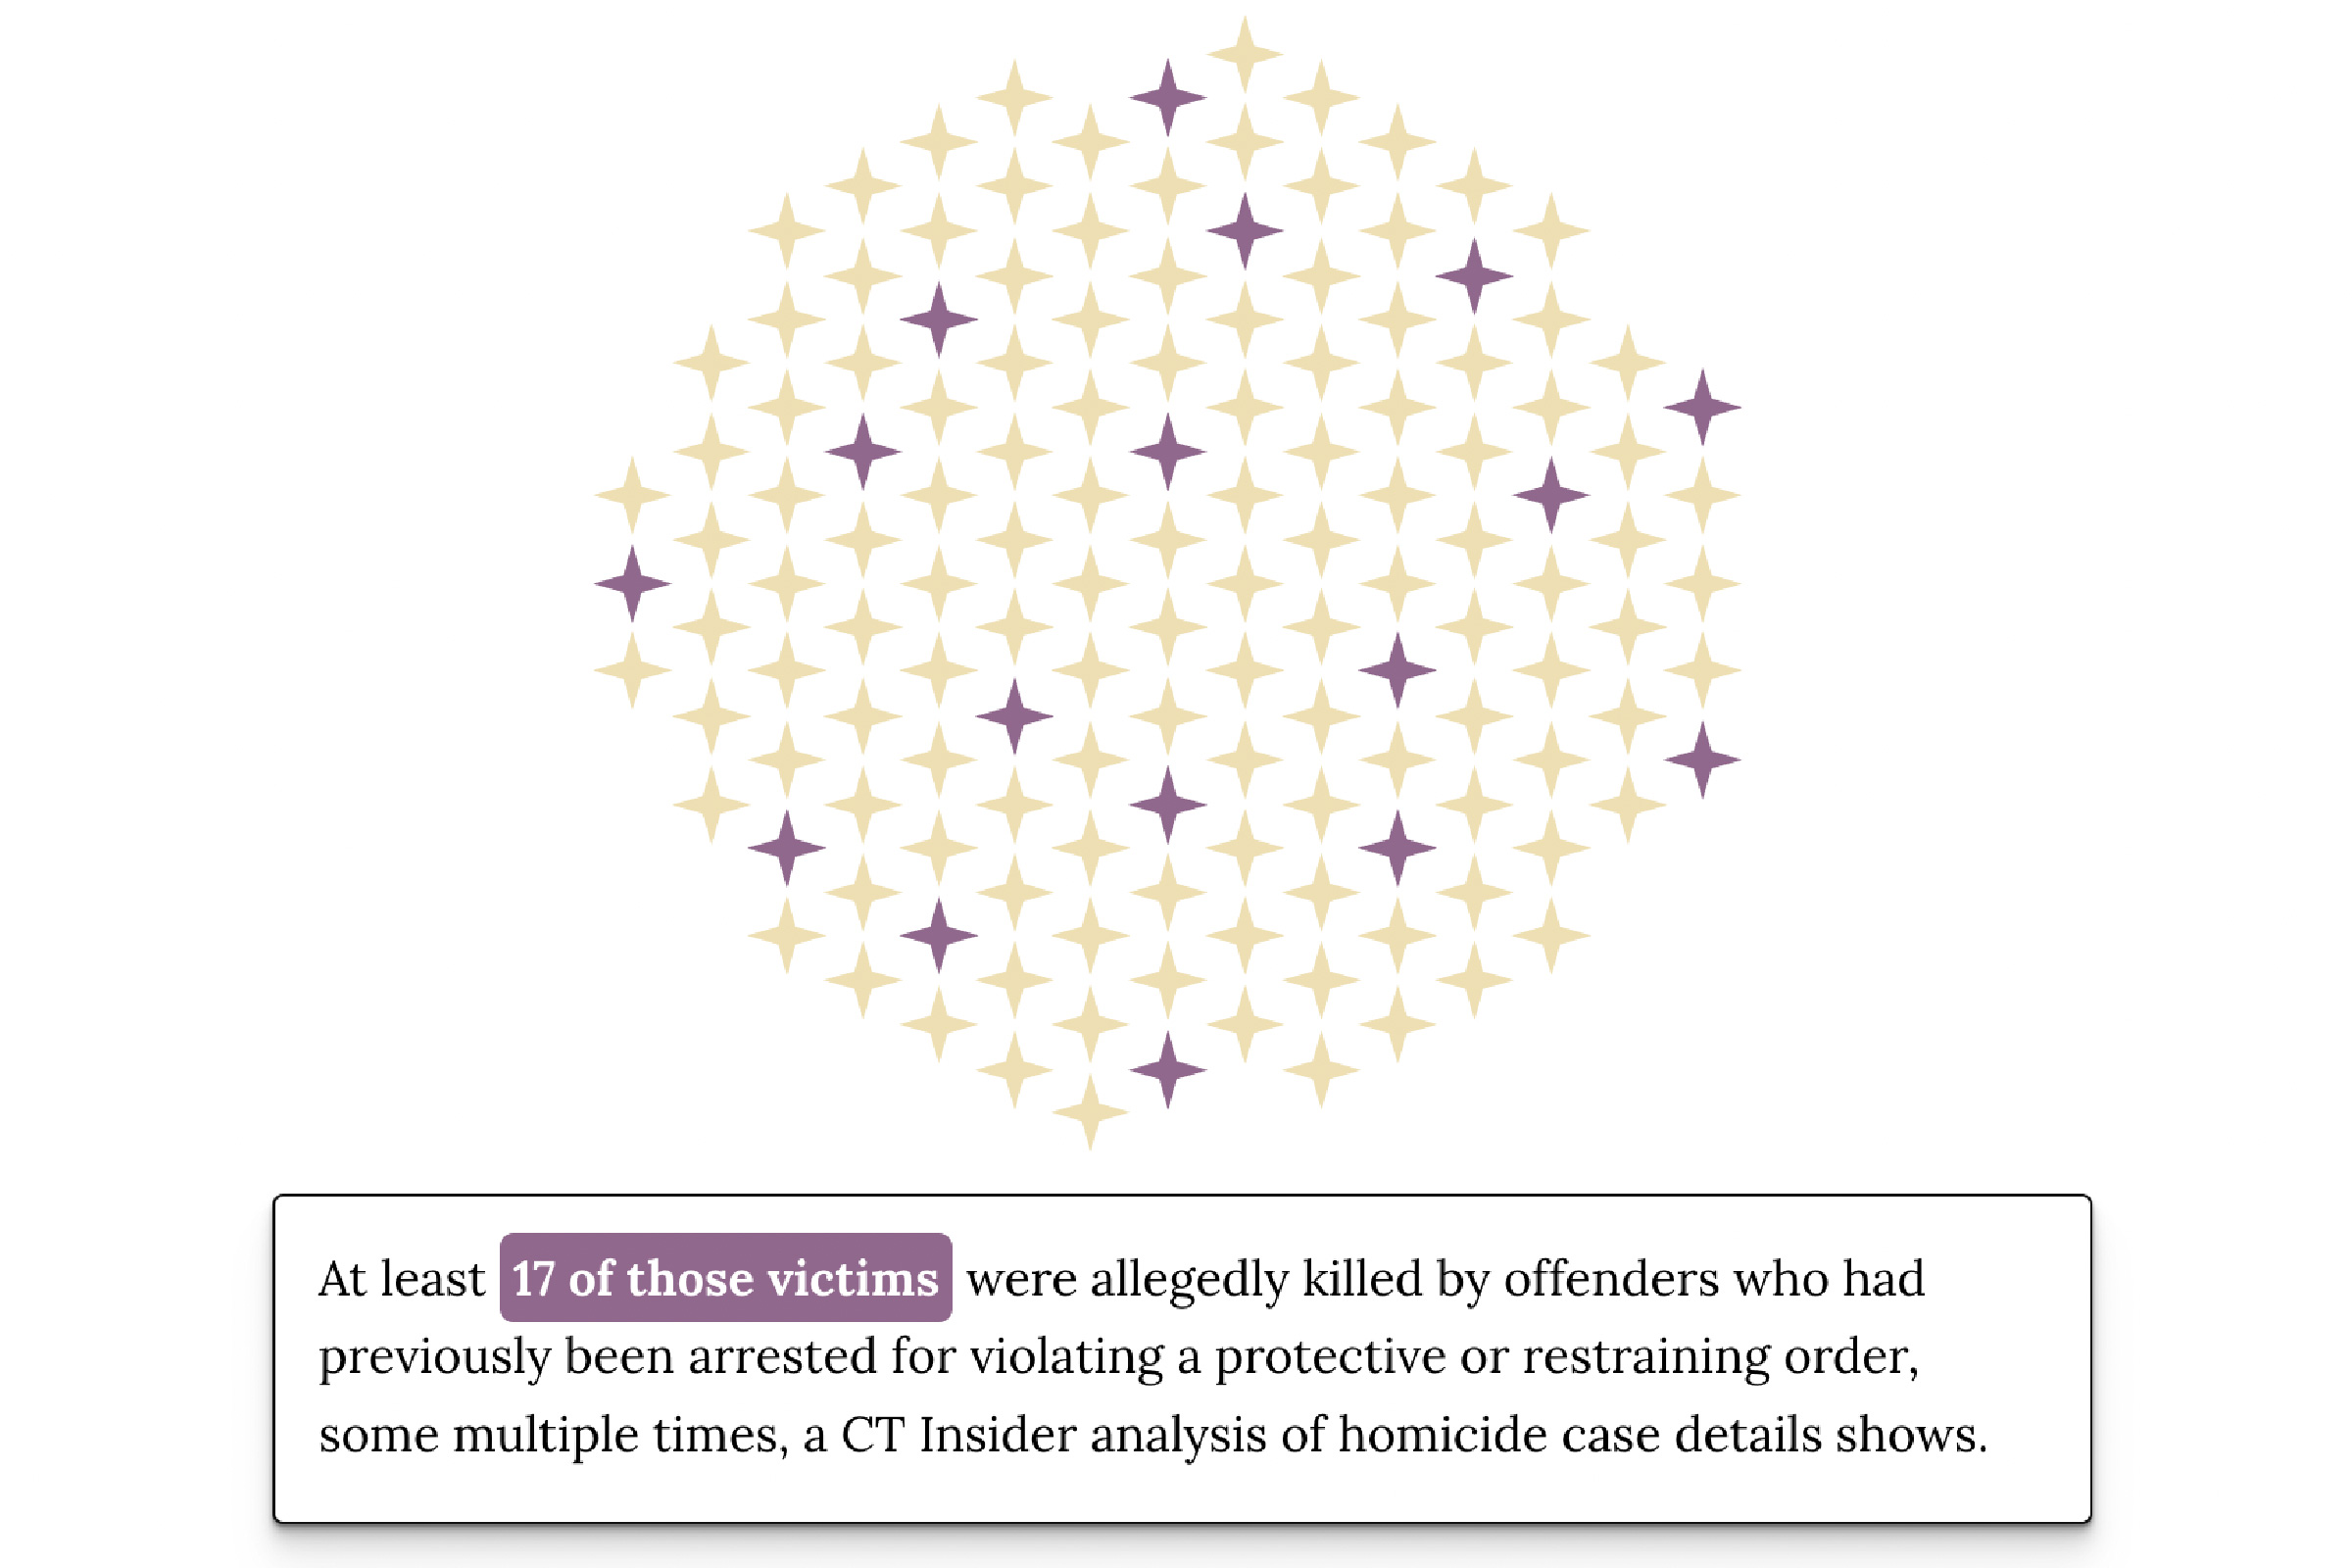 At least 17 of those victims were allegedly killed by offenders who had
previously been arrested for violating a protective or restraining order,
some multiple times, a CT Insider analysis of homicide case details shows.